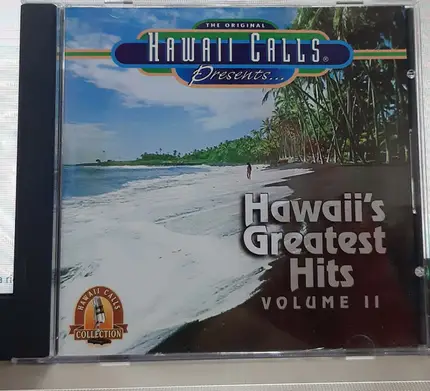 THE ORIGINAL
HAWAII CALLS®
Presents...
Hawaii's
Greatest
Hits
VOLUME II
HAWAII CALLS
COLLECTION